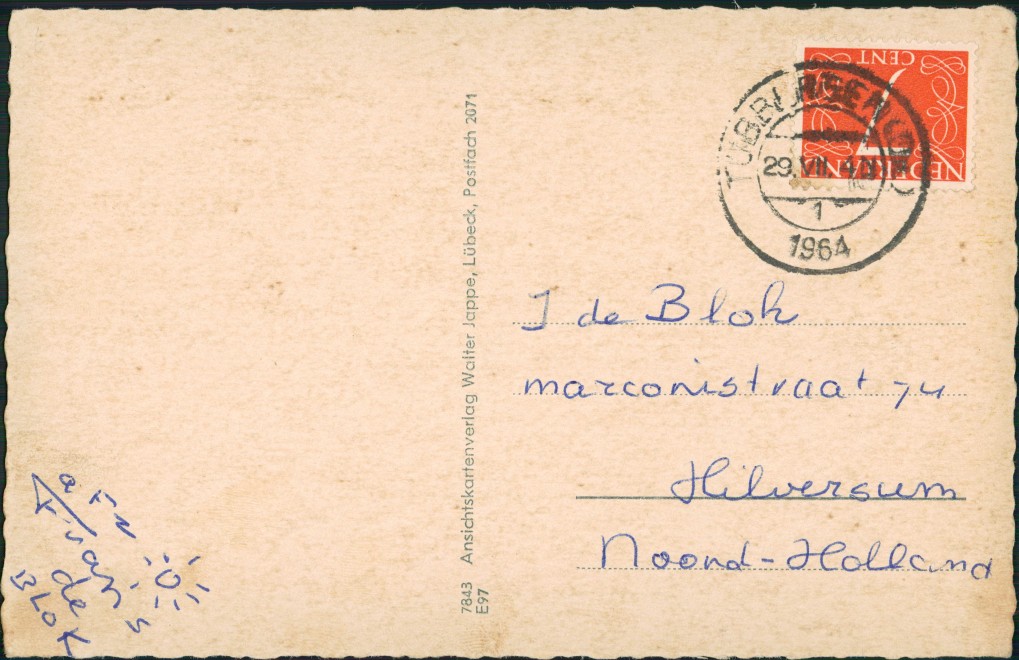 CENT
7
NEDERLAND
TUBBERGEN (O)
29.VII.
1
1964
J de Blok
marconistraat 74
Hilversum
Noord-Holland
7843 Ansichtskartenverlag Walter Jappe, Lübeck, Postfach 2071
E97
de
BLOK